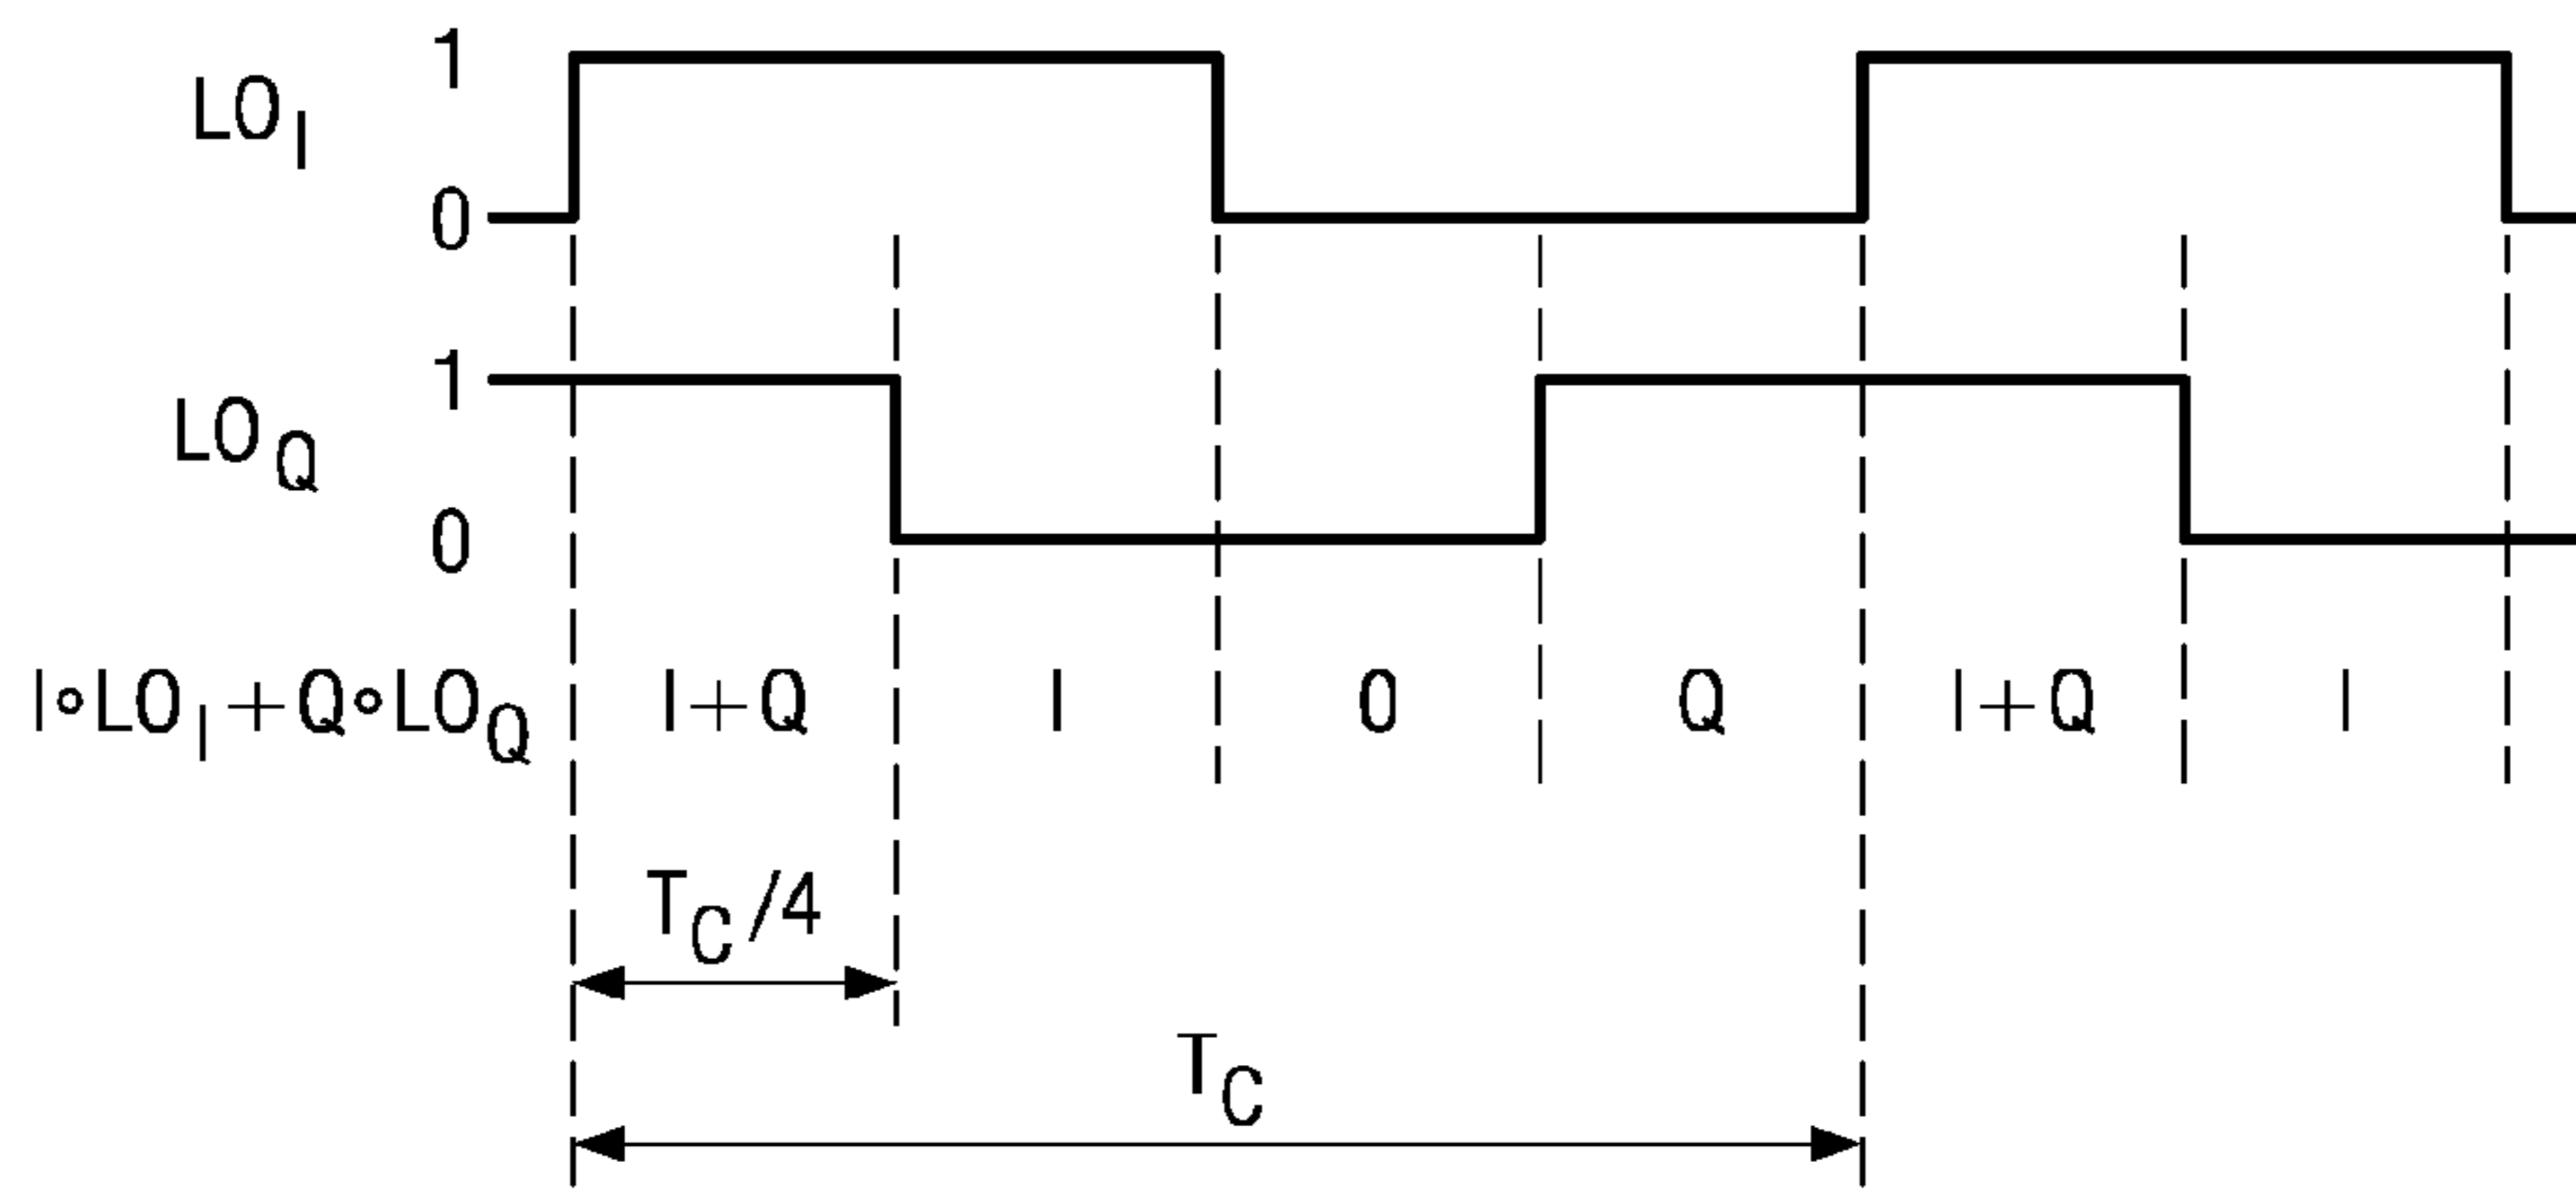 1
LO_I
0
1
LO_Q
0
I∘LO_I+Q∘LO_Q I+Q I 0 Q I+Q I
T_C/4
T_C